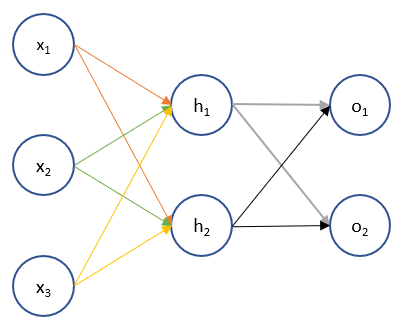 x₁
h₁
o₁
x₂
h₂
o₂
x₃